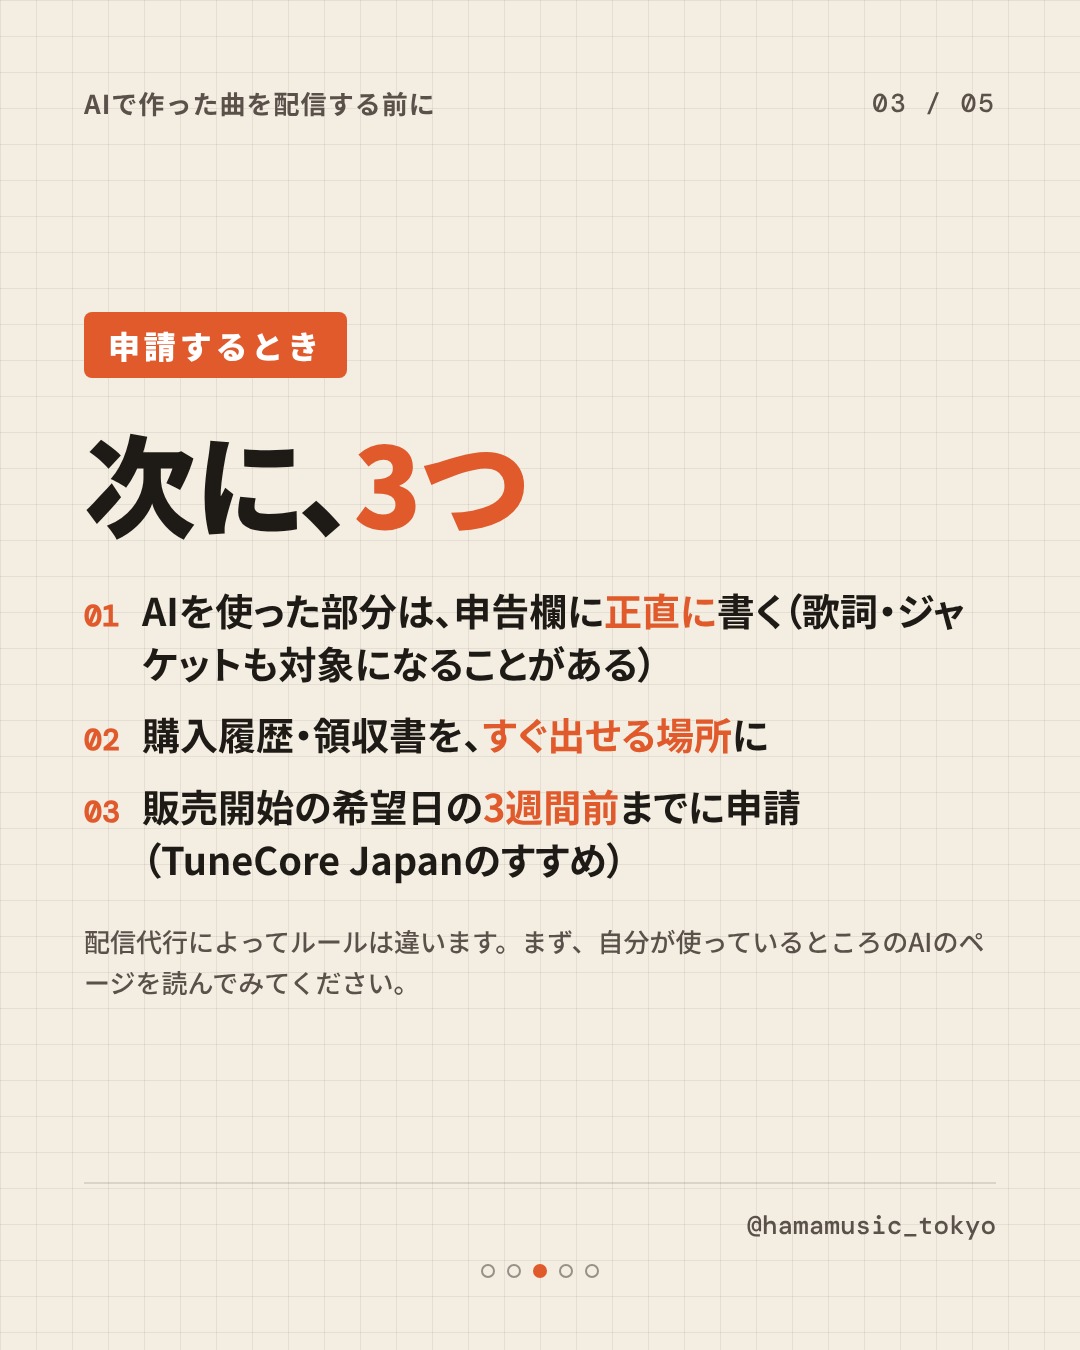 AIで作った曲を配信する前に
03 / 05
申請するとき
次に、3つ
01 AIを使った部分は、申告欄に正直に書く（歌詞・ジャ
ケットも対象になることがある）
02 購入履歴・領収書を、すぐ出せる場所に
03 販売開始の希望日の3週間前までに申請
（TuneCore Japanのすすめ）
配信代行によってルールは違います。まず、自分が使っているところのAIのペ
ージを読んでみてください。
@hamamusic_tokyo